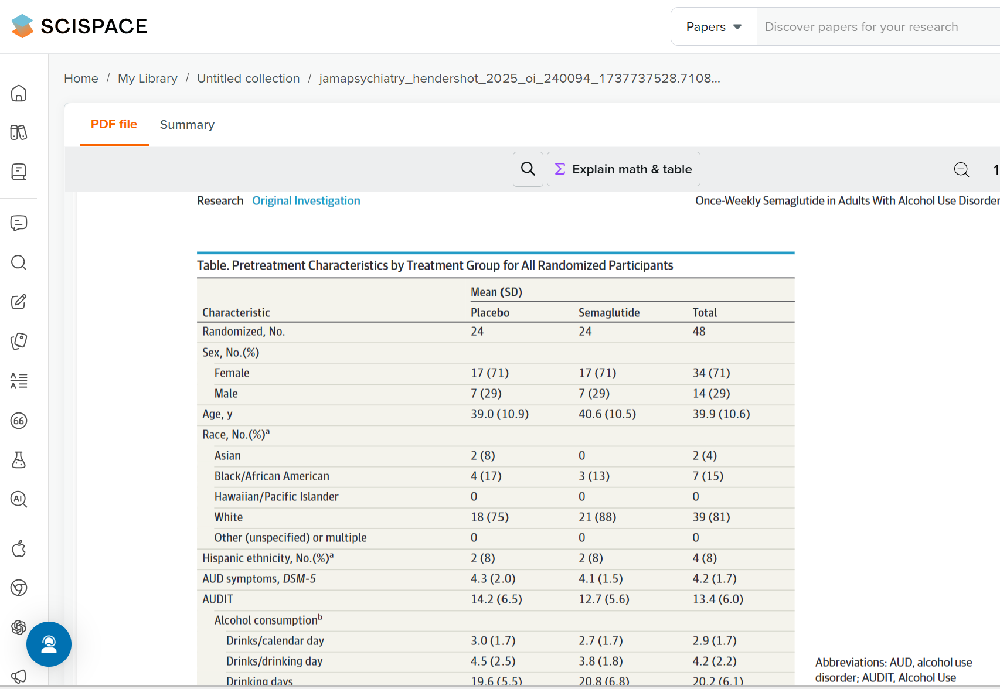 SCISPACE
Papers
Discover papers for your research
Home / My Library / Untitled collection / jamapsychiatry_hendershot_2025_oi_240094_1737737528.7108...
PDF file Summary
Explain math & table
1
Research Original Investigation
Once-Weekly Semaglutide in Adults With Alcohol Use Disorder
Table. Pretreatment Characteristics by Treatment Group for All Randomized Participants
Mean (SD)
Characteristic Placebo Semaglutide Total
Randomized, No. 24 24 48
Sex, No.(%)
Female 17 (71) 17 (71) 34 (71)
Male 7 (29) 7 (29) 14 (29)
Age, y 39.0 (10.9) 40.6 (10.5) 39.9 (10.6)
Race, No.(%)a
Asian 2 (8) 0 2 (4)
Black/African American 4 (17) 3 (13) 7 (15)
Hawaiian/Pacific Islander 0 0 0
White 18 (75) 21 (88) 39 (81)
Other (unspecified) or multiple 0 0 0
Hispanic ethnicity, No.(%)a 2 (8) 2 (8) 4 (8)
AUD symptoms, DSM-5 4.3 (2.0) 4.1 (1.5) 4.2 (1.7)
AUDIT 14.2 (6.5) 12.7 (5.6) 13.4 (6.0)
Alcohol consumptionb
Drinks/calendar day 3.0 (1.7) 2.7 (1.7) 2.9 (1.7)
Drinks/drinking day 4.5 (2.5) 3.8 (1.8) 4.2 (2.2)
Drinking days 19.6 (5.5) 20.8 (6.8) 20.2 (6.1)
Abbreviations: AUD, alcohol use
disorder; AUDIT, Alcohol Use